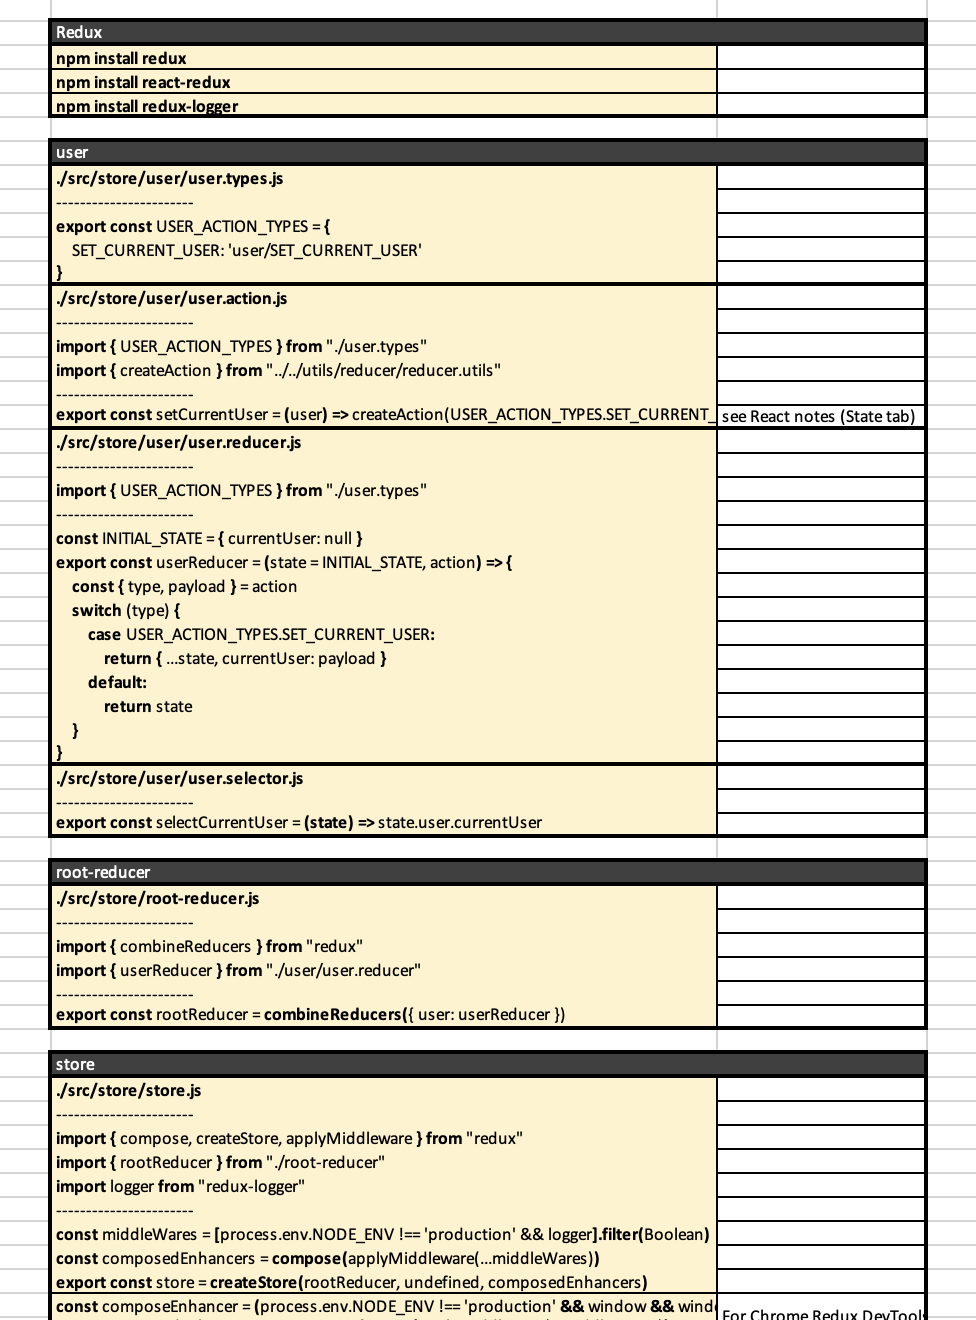 Redux
npm install redux
npm install react-redux
npm install redux-logger
user
./src/store/user/user.types.js
-----------------------
export const USER_ACTION_TYPES = {
SET_CURRENT_USER: 'user/SET_CURRENT_USER'
}
./src/store/user/user.action.js
-----------------------
import { USER_ACTION_TYPES } from "./user.types"
import { createAction } from "../../utils/reducer/reducer.utils"
-----------------------
export const setCurrentUser = (user) => createAction(USER_ACTION_TYPES.SET_CURRENT_ see React notes (State tab)
./src/store/user/user.reducer.js
-----------------------
import { USER_ACTION_TYPES } from "./user.types"
-----------------------
const INITIAL_STATE = { currentUser: null }
export const userReducer = (state = INITIAL_STATE, action) => {
const { type, payload } = action
switch (type) {
case USER_ACTION_TYPES.SET_CURRENT_USER:
return { ...state, currentUser: payload }
default:
return state
}
}
./src/store/user/user.selector.js
-----------------------
export const selectCurrentUser = (state) => state.user.currentUser
root-reducer
./src/store/root-reducer.js
-----------------------
import { combineReducers } from "redux"
import { userReducer } from "./user/user.reducer"
-----------------------
export const rootReducer = combineReducers({ user: userReducer })
store
./src/store/store.js
-----------------------
import { compose, createStore, applyMiddleware } from "redux"
import { rootReducer } from "./root-reducer"
import logger from "redux-logger"
-----------------------
const middleWares = [process.env.NODE_ENV !== 'production' && logger].filter(Boolean)
const composedEnhancers = compose(applyMiddleware(...middleWares))
export const store = createStore(rootReducer, undefined, composedEnhancers)
const composeEnhancer = (process.env.NODE_ENV !== 'production' && window && wind
For Chrome Redux DevTools